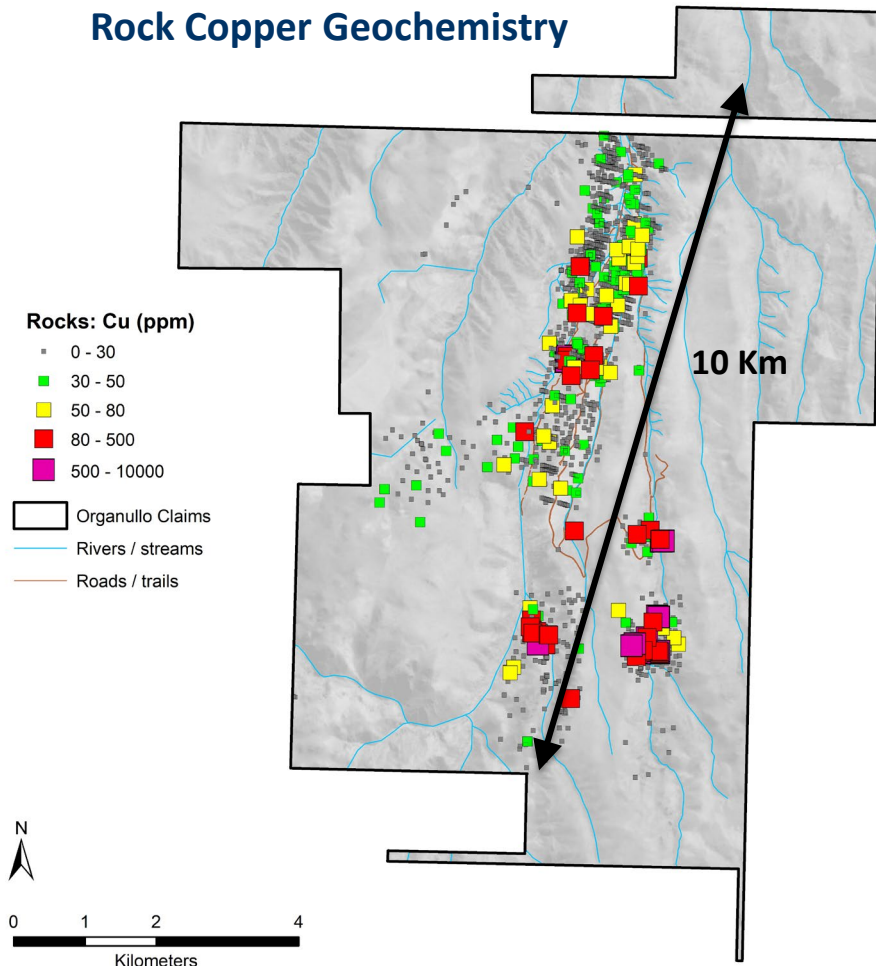 Rock Copper Geochemistry
10 Km
Rocks: Cu (ppm)
0 - 30
30 - 50
50 - 80
80 - 500
500 - 10000
Organullo Claims
Rivers / streams
Roads / trails
N
0 1 2 4
Kilometers